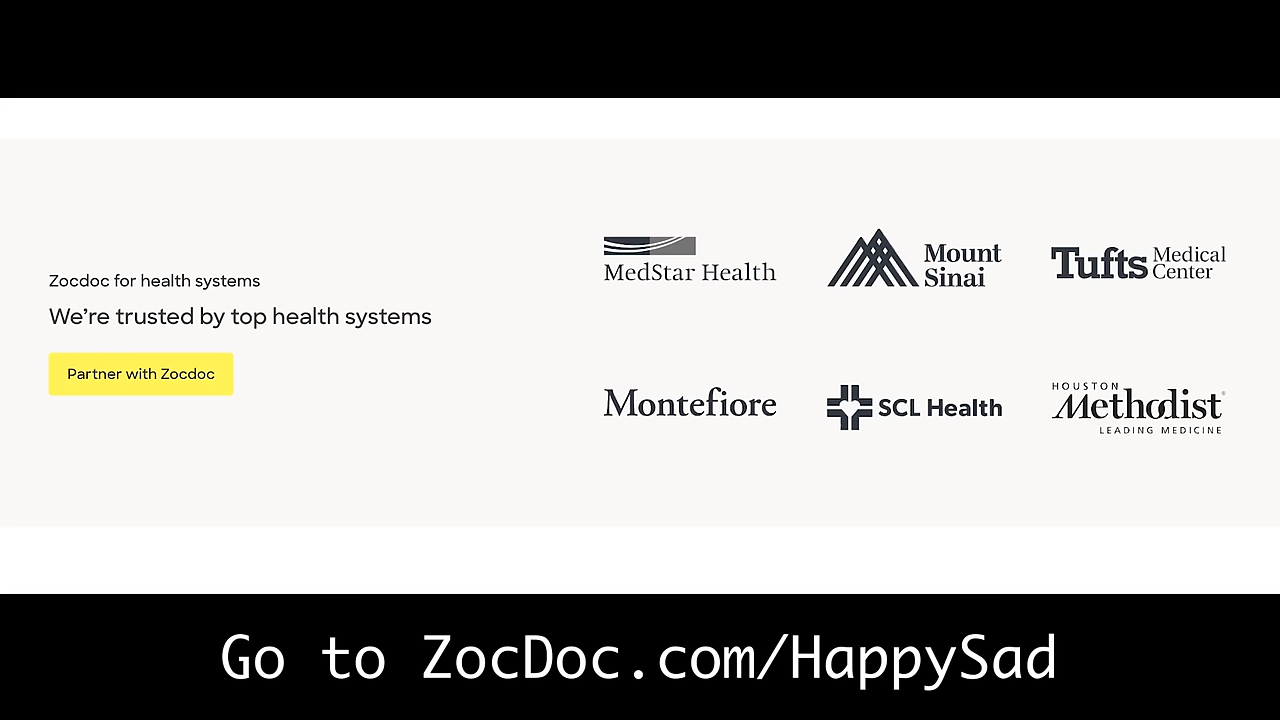 Zocdoc for health systems
We're trusted by top health systems
Partner with Zocdoc
MedStar Health
Mount
Sinai
Tufts Medical
Center
Montefiore
SCL Health
HOUSTON
Methodist®
LEADING MEDICINE
Go to ZocDoc.com/HappySad